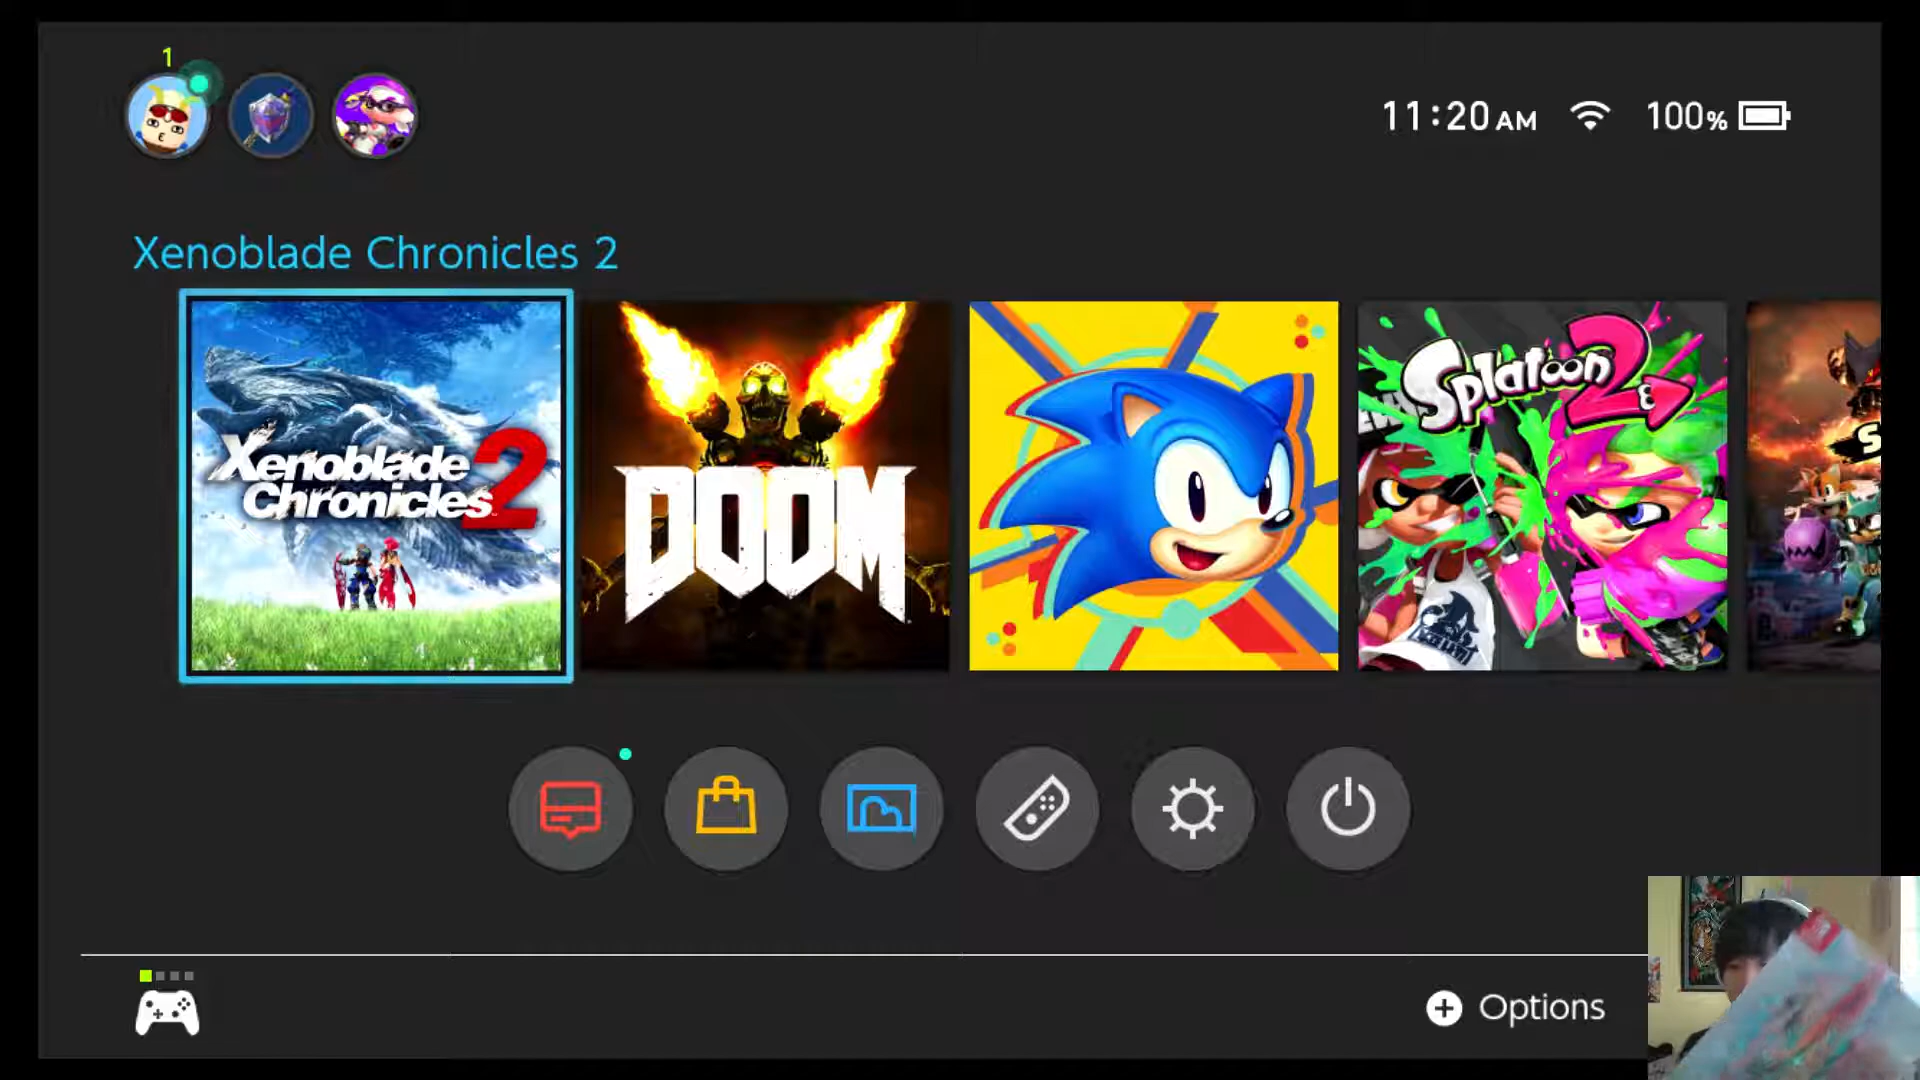 1
11:20 AM 100%
Xenoblade Chronicles 2
Xenoblade
Chronicles 2
DOOM
Splatoon 2
S
Options